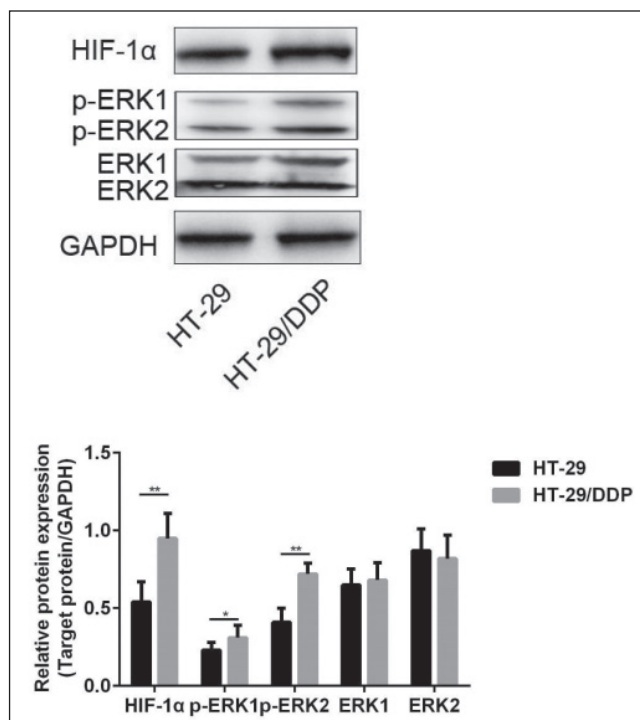 HIF-1α
p-ERK1
p-ERK2
ERK1
ERK2
GAPDH
HT-29
HT-29/DDP
Relative protein expression
(Target protein/GAPDH)
1.5
1.0
0.5
0.0
**
*
**
HT-29
HT-29/DDP
HIF-1α p-ERK1 p-ERK2 ERK1 ERK2